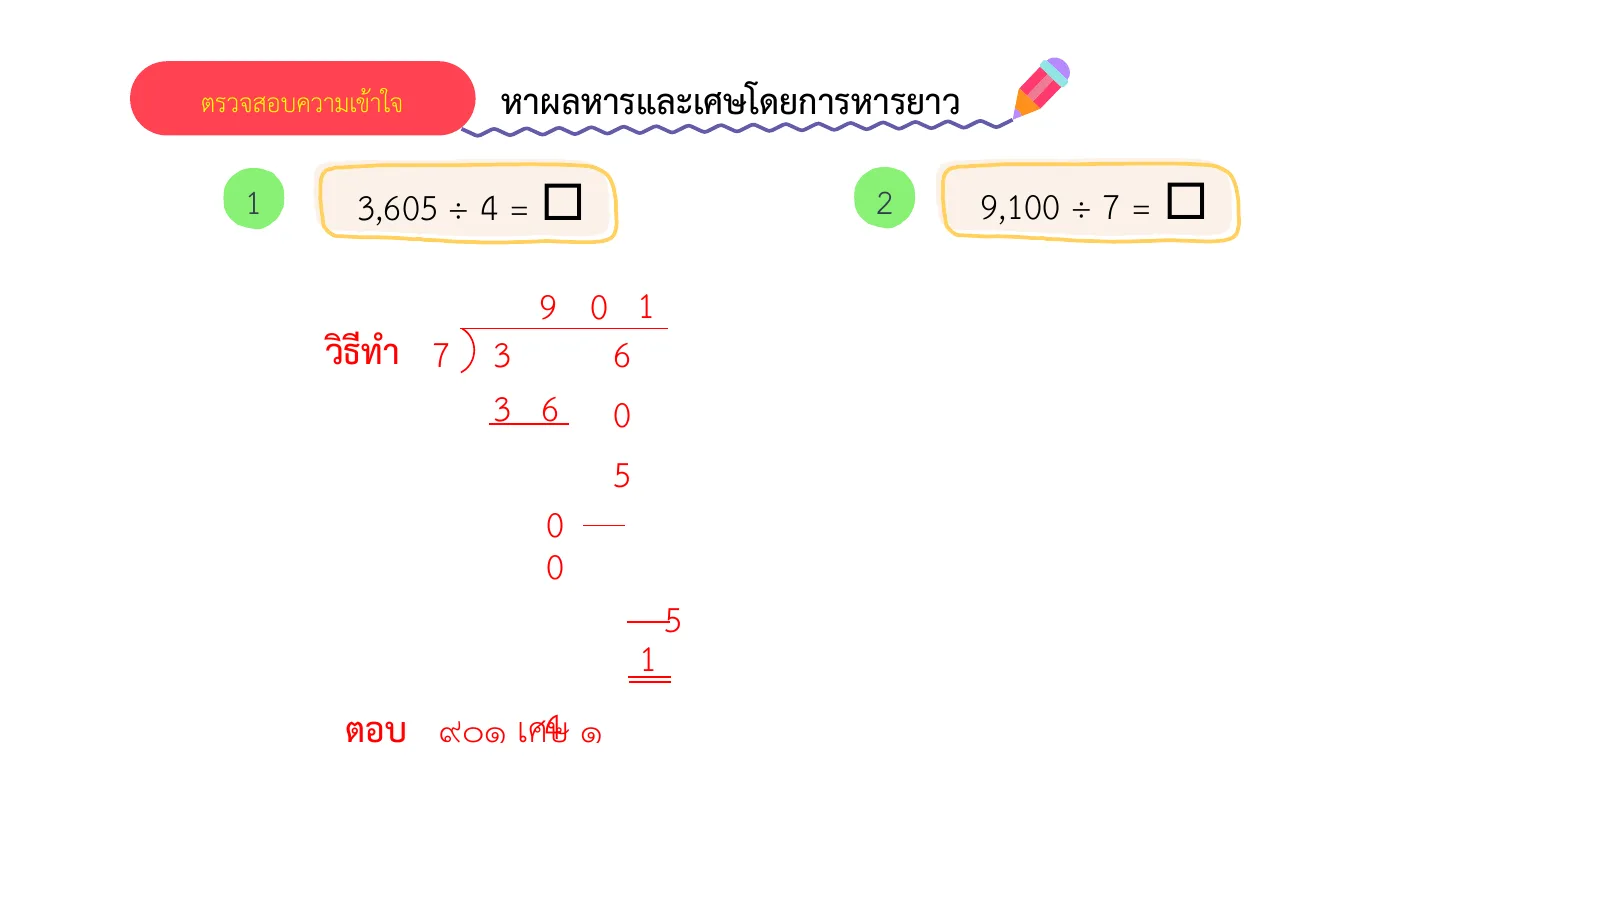 ตรวจสอบความเข้าใจ
หาผลหารและเศษโดยการหารยาว
1
3,605 ÷ 4 = □
2
9,100 ÷ 7 = □
9 0 1
วิธีทำ 7 ) 3 6
3 6 0
5
0
0
5
1
4
ตอบ ๙๐๑ เศษ ๑